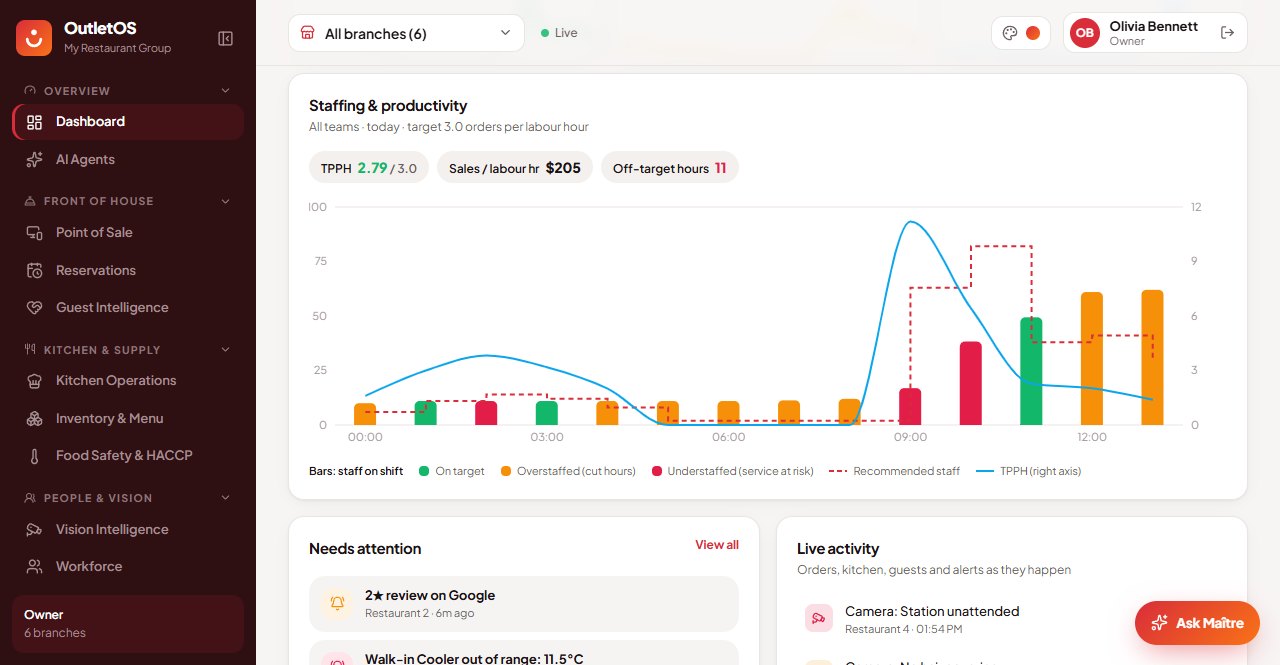 OutletOS
My Restaurant Group
OVERVIEW
Dashboard
AI Agents
FRONT OF HOUSE
Point of Sale
Reservations
Guest Intelligence
KITCHEN & SUPPLY
Kitchen Operations
Inventory & Menu
Food Safety & HACCP
PEOPLE & VISION
Vision Intelligence
Workforce
Owner
6 branches
All branches (6)
Live
OB
Olivia Bennett
Owner
Staffing & productivity
All teams · today · target 3.0 orders per labour hour
TPPH 2.79 / 3.0
Sales / labour hr $205
Off-target hours 11
100
75
50
25
0
12
9
6
3
0
00:00 03:00 06:00 09:00 12:00
Bars: staff on shift On target Overstaffed (cut hours) Understaffed (service at risk) Recommended staff TPPH (right axis)
Needs attention
View all
2★ review on Google
Restaurant 2 · 6m ago
Walk-in Cooler out of range: 11.5°C
Live activity
Orders, kitchen, guests and alerts as they happen
Camera: Station unattended
Restaurant 4 · 01:54 PM
Ask Maître